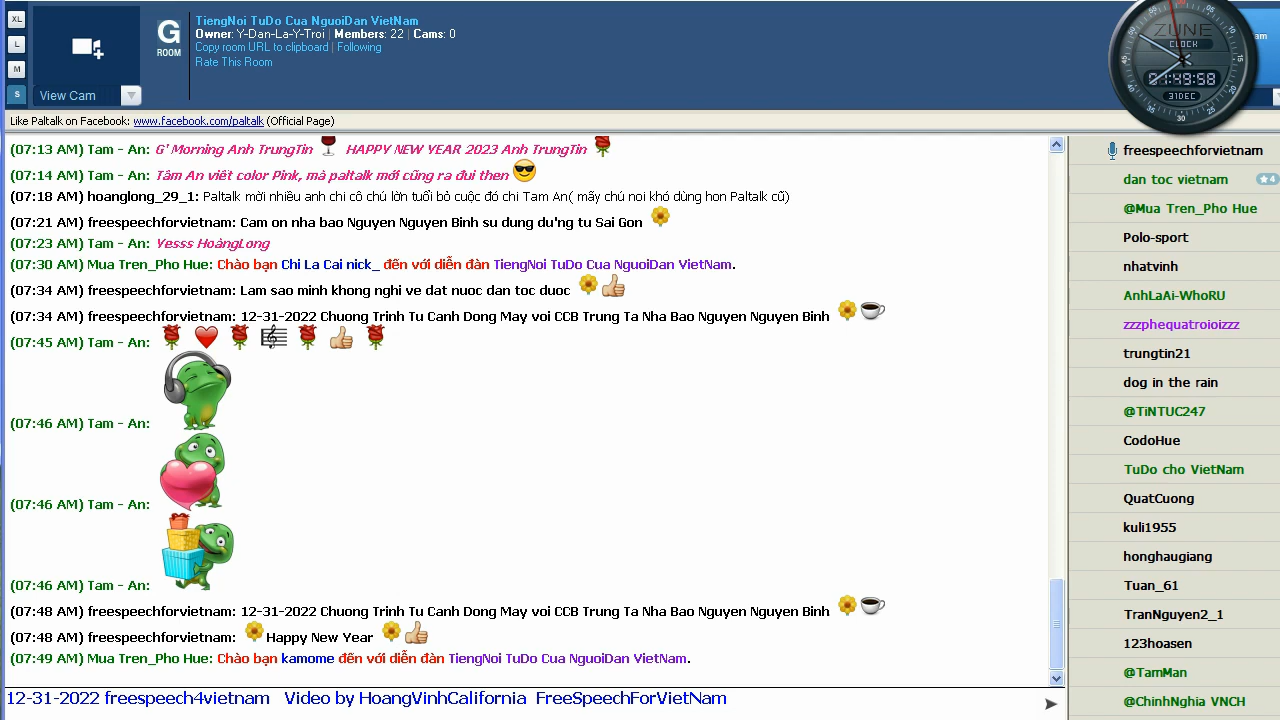 XL
L
M
S
View Cam
G
ROOM
TiengNoi TuDo Cua NguoiDan VietNam
Owner: Y-Dan-La-Y-Troi | Members: 22 | Cams: 0
Copy room URL to clipboard | Following
Rate This Room
ZUNE
CLOCK
31DEC
Like Paltalk on Facebook: www.facebook.com/paltalk (Official Page)
(07:13 AM) Tam - An: G' Morning Anh TrungTin HAPPY NEW YEAR 2023 Anh TrungTin
(07:14 AM) Tam - An: Tâm An viết color Pink, mà paltalk mới cũng ra đui then
(07:18 AM) hoanglong_29_1: Paltalk mời nhiều anh chi cô chú lớn tuổi bỏ cuộc đó chi Tam An( mấy chú noi khó dùng hon Paltalk cũ)
(07:21 AM) freespeechforvietnam: Cam on nha bao Nguyen Nguyen Binh su dung du'ng tu Sai Gon
(07:23 AM) Tam - An: Yesss HoàngLong
(07:30 AM) Mua Tren_Pho Hue: Chào bạn Chi La Cai nick_ đến với diễn đàn TiengNoi TuDo Cua NguoiDan VietNam.
(07:34 AM) freespeechforvietnam: Lam sao minh khong nghi ve dat nuoc dan toc duoc
(07:34 AM) freespeechforvietnam: 12-31-2022 Chuong Trinh Tu Canh Dong May voi CCB Trung Ta Nha Bao Nguyen Nguyen Binh
(07:45 AM) Tam - An:
(07:46 AM) Tam - An:
(07:46 AM) Tam - An:
(07:46 AM) Tam - An:
(07:48 AM) freespeechforvietnam: 12-31-2022 Chuong Trinh Tu Canh Dong May voi CCB Trung Ta Nha Bao Nguyen Nguyen Binh
(07:48 AM) freespeechforvietnam: Happy New Year
(07:49 AM) Mua Tren_Pho Hue: Chào bạn kamome đến với diễn đàn TiengNoi TuDo Cua NguoiDan VietNam.
12-31-2022 freespeech4vietnam Video by HoangVinhCalifornia FreeSpeechForVietNam
freespeechforvietnam
dan toc vietnam
4
@Mua Tren_Pho Hue
Polo-sport
nhatvinh
AnhLaAi-WhoRU
zzzphequatroioizzz
trungtin21
dog in the rain
@TiNTUC247
CodoHue
TuDo cho VietNam
QuatCuong
kuli1955
honghaugiang
Tuan_61
TranNguyen2_1
123hoasen
@TamMan
@ChinhNghia VNCH